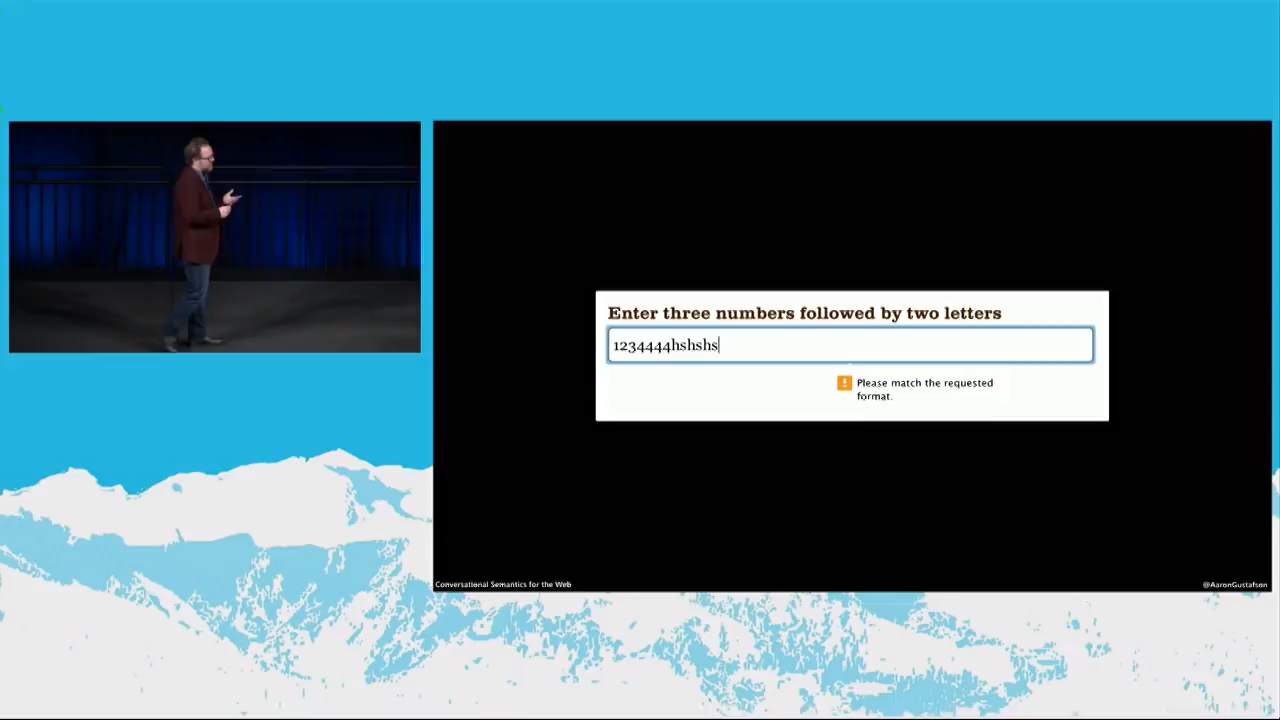 Enter three numbers followed by two letters
1234444hshshs
! Please match the requested
format.
Conversational Semantics for the Web
@AaronGustafson